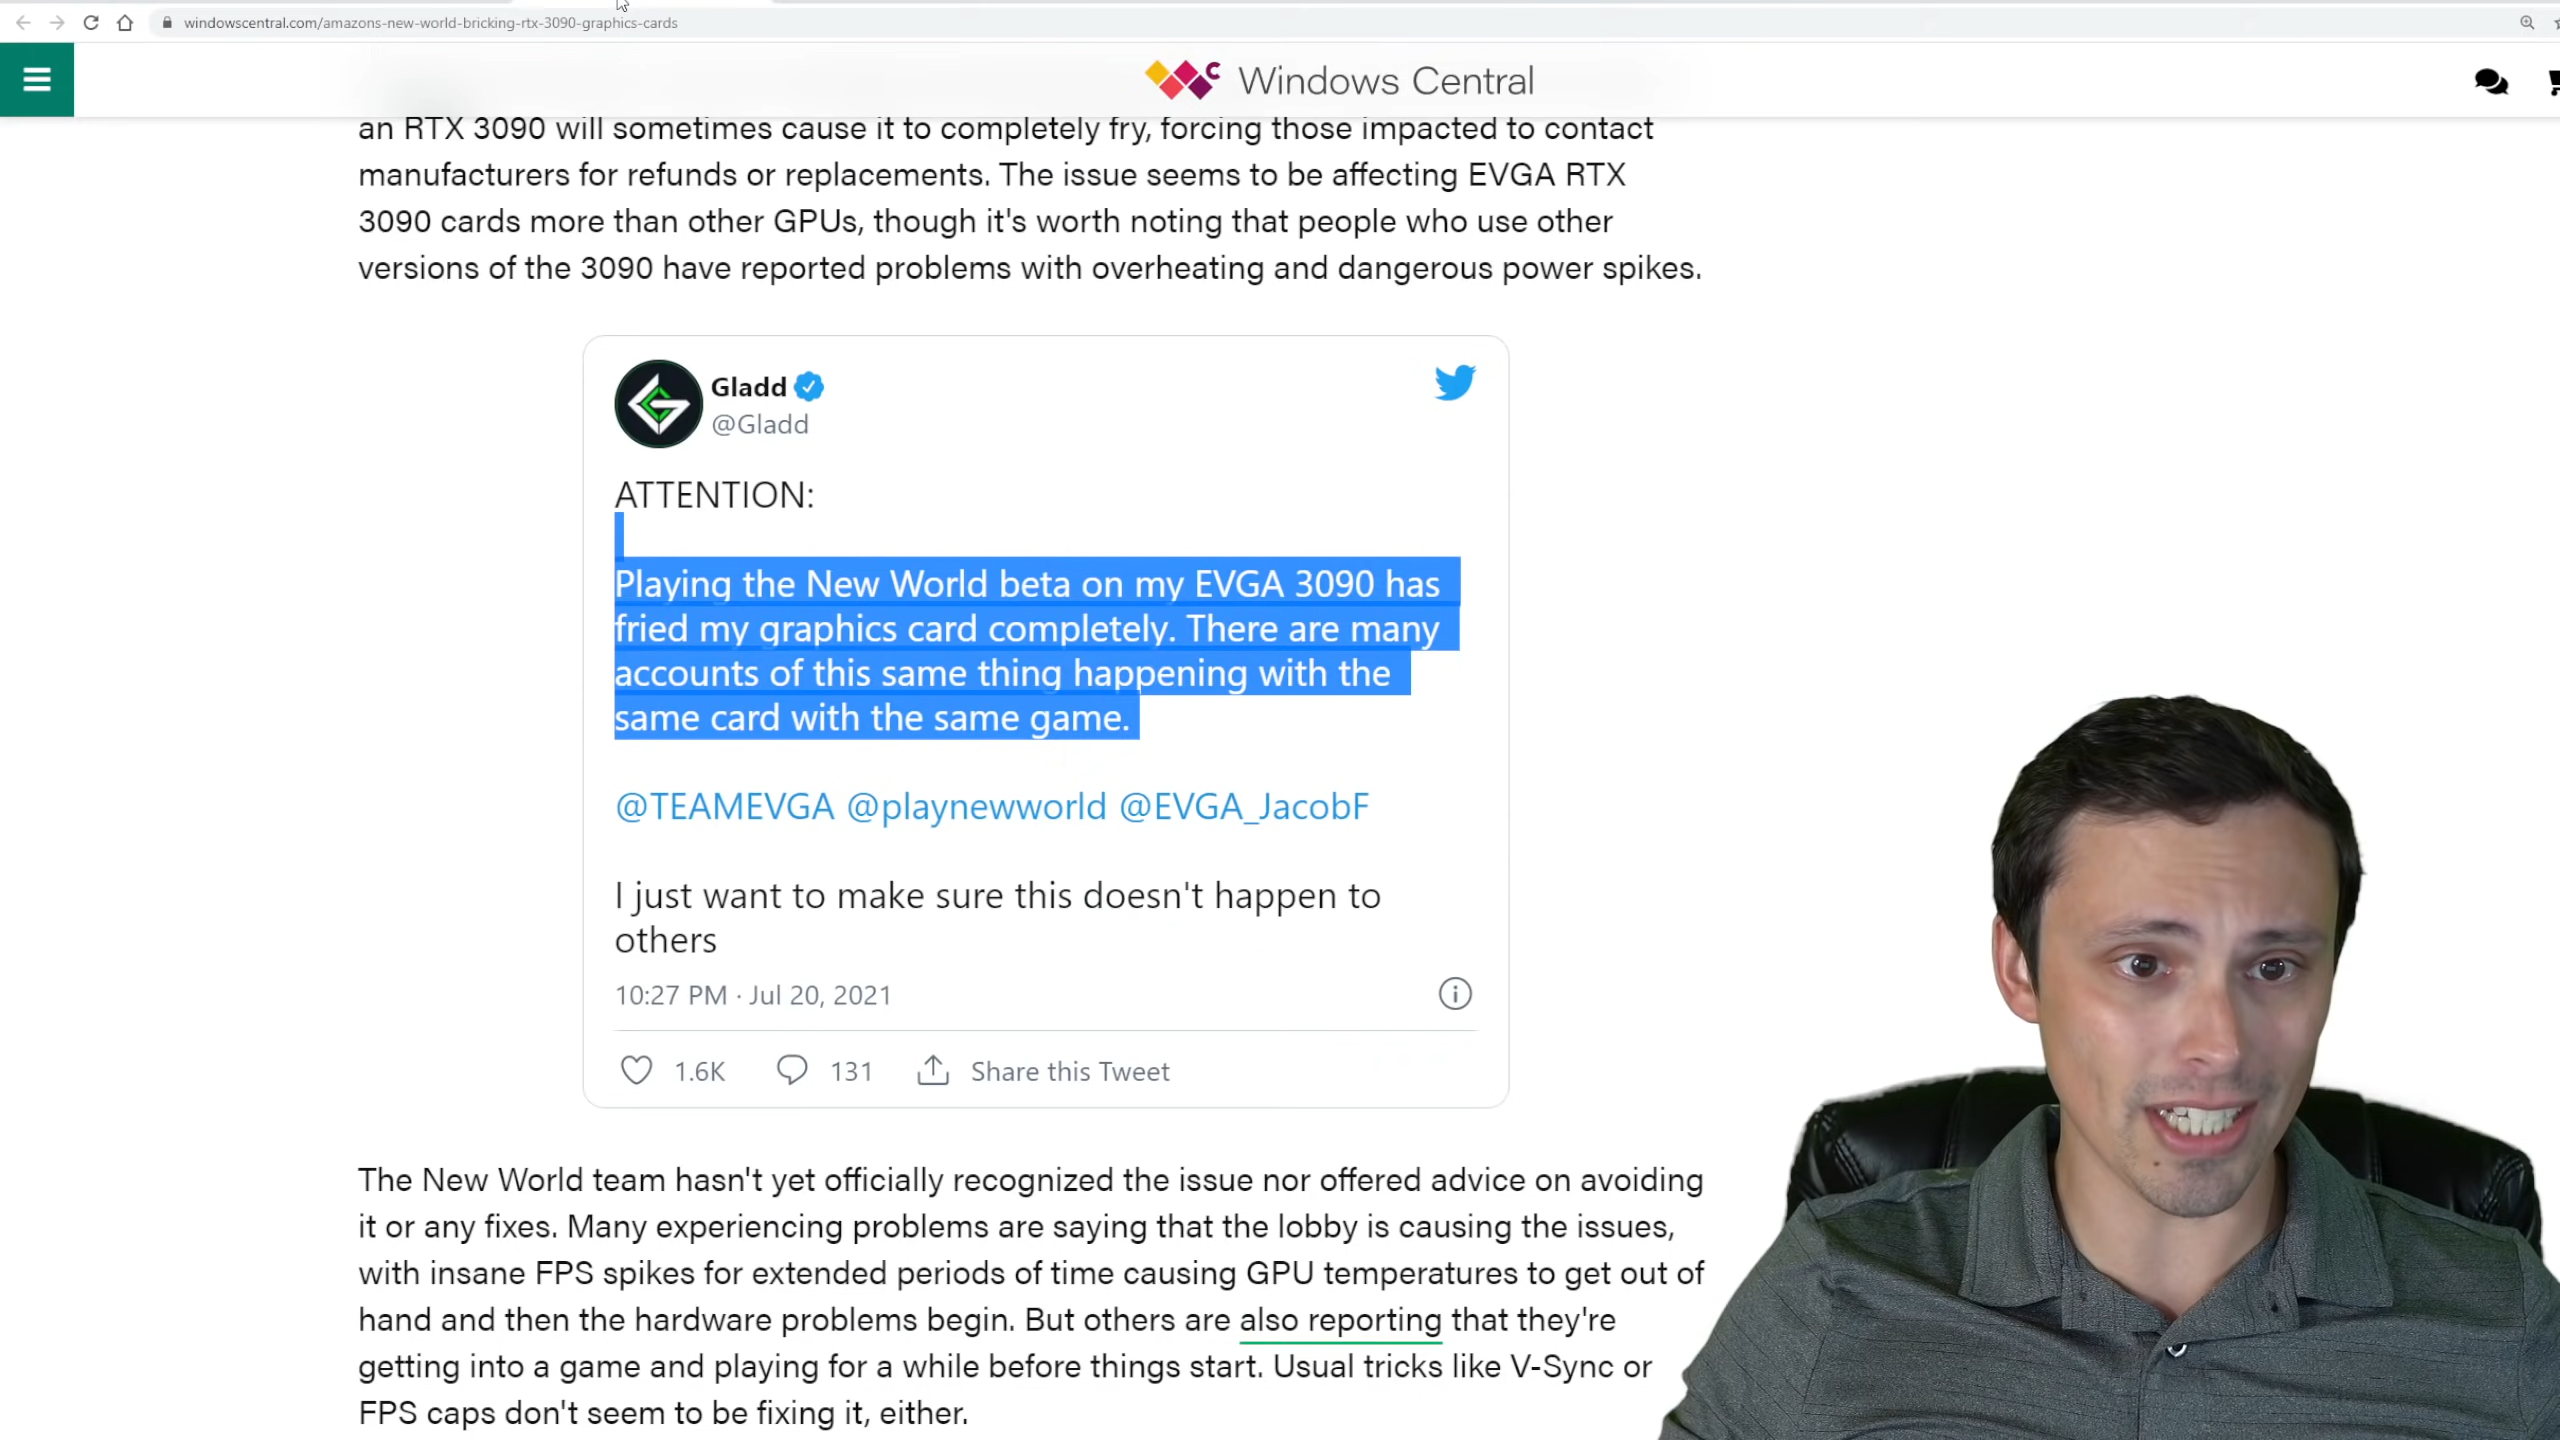 windowscentral.com/amazons-new-world-bricking-rtx-3090-graphics-cards
Windows Central
an RTX 3090 will sometimes cause it to completely fry, forcing those impacted to contact
manufacturers for refunds or replacements. The issue seems to be affecting EVGA RTX
3090 cards more than other GPUs, though it's worth noting that people who use other
versions of the 3090 have reported problems with overheating and dangerous power spikes.
Gladd
@Gladd
ATTENTION:
Playing the New World beta on my EVGA 3090 has
fried my graphics card completely. There are many
accounts of this same thing happening with the
same card with the same game.
@TEAMEVGA @playnewworld @EVGA_JacobF
I just want to make sure this doesn't happen to
others
10:27 PM · Jul 20, 2021
1.6K 131 Share this Tweet
The New World team hasn't yet officially recognized the issue nor offered advice on avoiding
it or any fixes. Many experiencing problems are saying that the lobby is causing the issues,
with insane FPS spikes for extended periods of time causing GPU temperatures to get out of
hand and then the hardware problems begin. But others are also reporting that they're
getting into a game and playing for a while before things start. Usual tricks like V-Sync or
FPS caps don't seem to be fixing it, either.